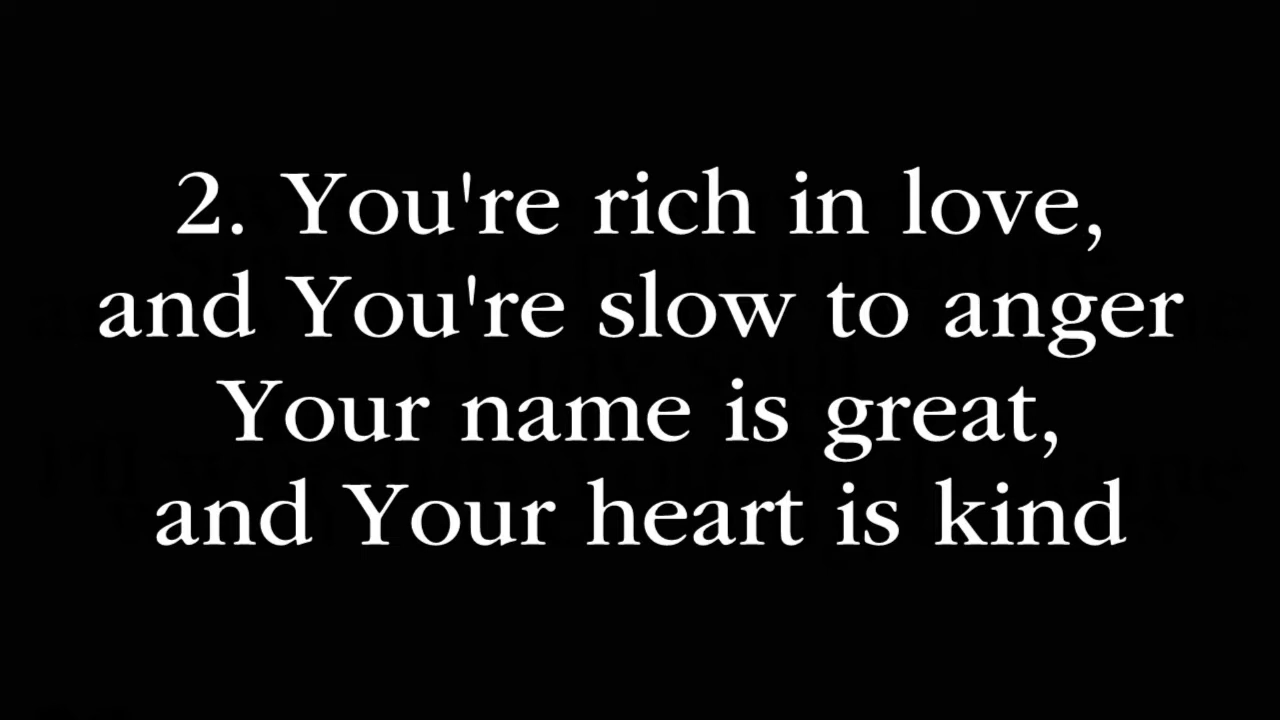 2. You're rich in love,
and You're slow to anger
Your name is great,
and Your heart is kind